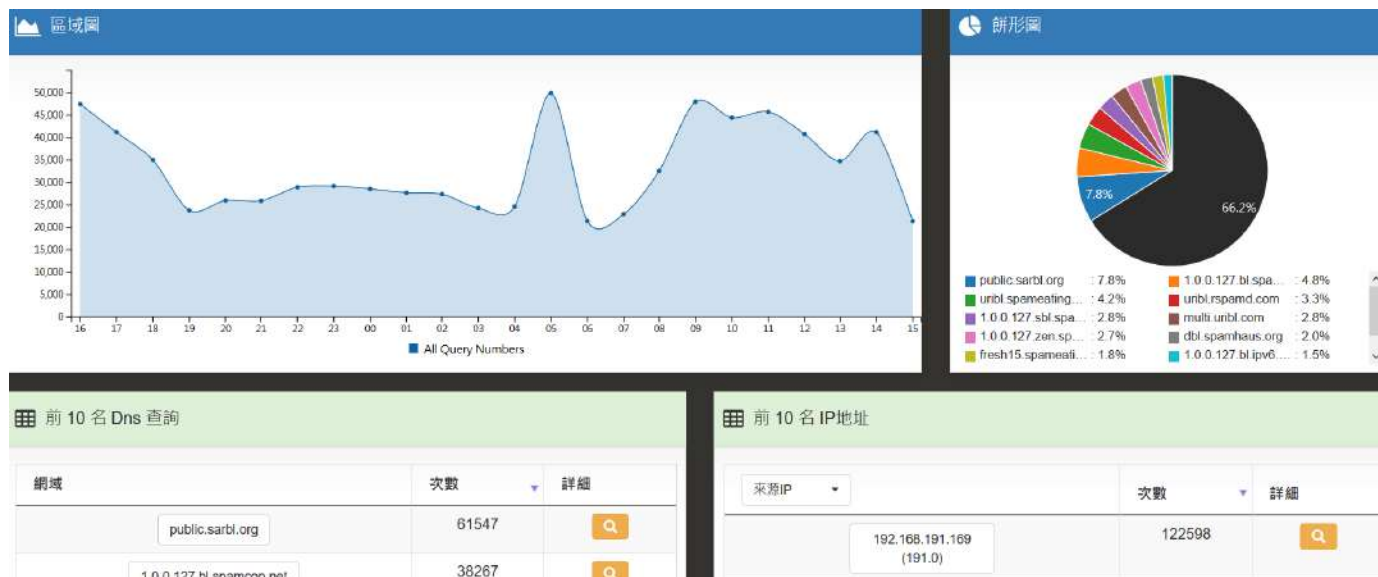 區域圖
50,000
45,000
40,000
35,000
30,000
25,000
20,000
15,000
10,000
5,000
0
16 17 18 19 20 21 22 23 00 01 02 03 04 05 06 07 08 09 10 11 12 13 14 15
All Query Numbers
餅形圖
7.8%
66.2%
public.sarbl.org : 7.8% 1.0.0.127.bl.spa... : 4.8%
uribl.spameating... : 4.2% uribl.rspamd.com : 3.3%
1.0.0.127.sbl.spa... : 2.8% multi.uribl.com : 2.8%
1.0.0.127.zen.sp... : 2.7% dbl.spamhaus.org : 2.0%
fresh15.spameati... : 1.8% 1.0.0.127.bl.ipv6.... : 1.5%
前 10 名 Dns 查詢
網域 次數 詳細
public.sarbl.org 61547
1.0.0.127.bl.spamcop.net 38267
前 10 名 IP地址
來源IP 次數 詳細
192.168.191.169 122598
(191.0)